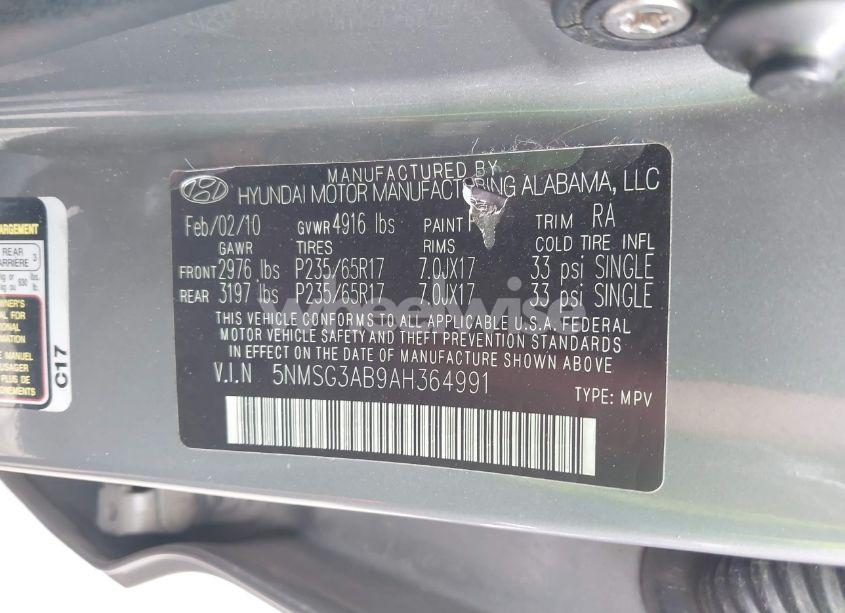 MANUFACTURED BY
HYUNDAI MOTOR MANUFACTURING ALABAMA, LLC
Feb/02/10 GVWR 4916 lbs PAINT TRIM RA
GAWR TIRES RIMS COLD TIRE INFL
FRONT 2976 lbs P235/65R17 7.0JX17 33 psi SINGLE
REAR 3197 lbs P235/65R17 7.0JX17 33 psi SINGLE
THIS VEHICLE CONFORMS TO ALL APPLICABLE U.S.A. FEDERAL
MOTOR VEHICLE SAFETY AND THEFT PREVENTION STANDARDS
IN EFFECT ON THE DATE OF MANUFACTURE SHOWN ABOVE.
V.I.N 5NMSG3AB9AH364991
TYPE: MPV
wheelwise
REAR 3
C17